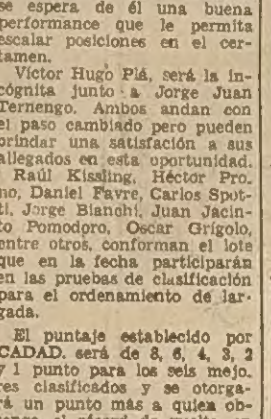 se espera de él una buena
performance que le permita
escalar posiciones en el cer-
tamen.
Víctor Hugo Plá, será la in-
cógnita junto a Jorge Juan
Ternengo. Ambos andan con
el paso cambiado pero pueden
brindar una satisfacción a sus
allegados en esta oportunidad.
Raúl Kissling, Héctor Pro-
no, Daniel Favre, Carlos Spot-
ti, Jorge Bianchi, Juan Jacin-
to Pomodoro, Oscar Grígolo,
entre otros, conforman el lote
que en la fecha participarán
en las pruebas de clasificación
para el ordenamiento de lar-
gada.
El puntaje establecido por
CADAD. será de 8, 6, 4, 3, 2
y 1 punto para los seis mejo.
res clasificados y se otorga-
rá un punto más a quien ob-